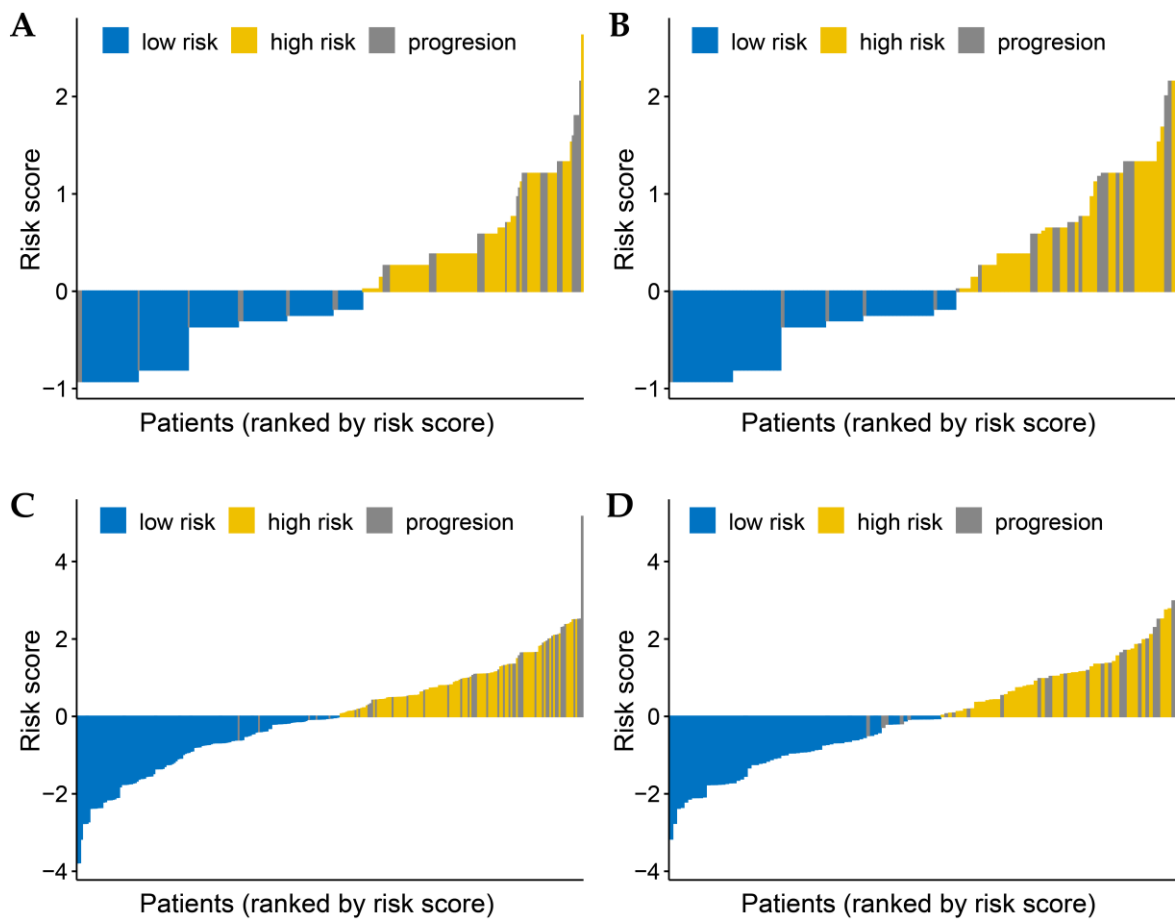 A
low risk high risk progresion
2
1
0
−1
Risk score
Patients (ranked by risk score)
B
low risk high risk progresion
2
1
0
−1
Risk score
Patients (ranked by risk score)
C
low risk high risk progresion
4
2
0
−2
−4
Risk score
Patients (ranked by risk score)
D
low risk high risk progresion
4
2
0
−2
−4
Risk score
Patients (ranked by risk score)